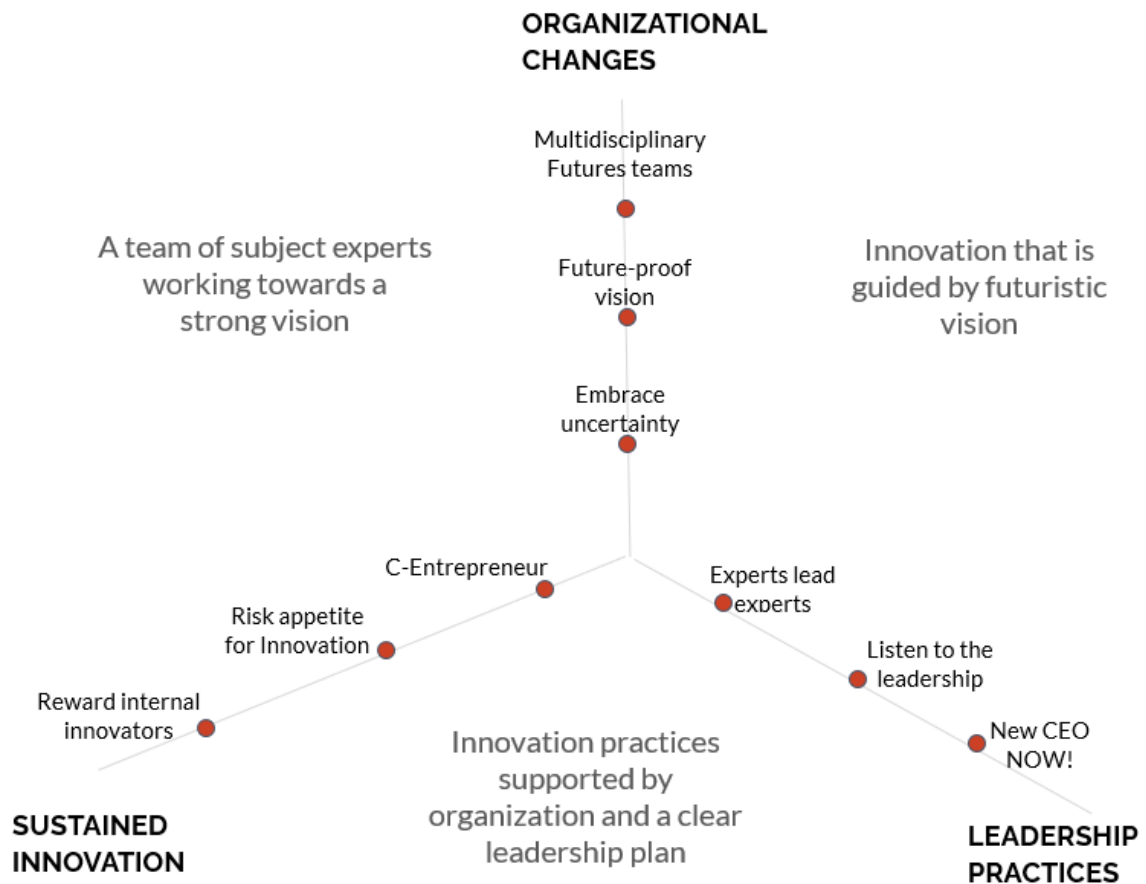 ORGANIZATIONAL
CHANGES
Multidisciplinary
Futures teams
A team of subject experts
working towards a
strong vision
Future-proof
vision
Innovation that is
guided by futuristic
vision
Embrace
uncertainty
C-Entrepreneur
Risk appetite
for Innovation
Reward internal
innovators
Experts lead
experts
Listen to the
leadership
New CEO
NOW!
Innovation practices
supported by
organization and a clear
leadership plan
SUSTAINED
INNOVATION
LEADERSHIP
PRACTICES